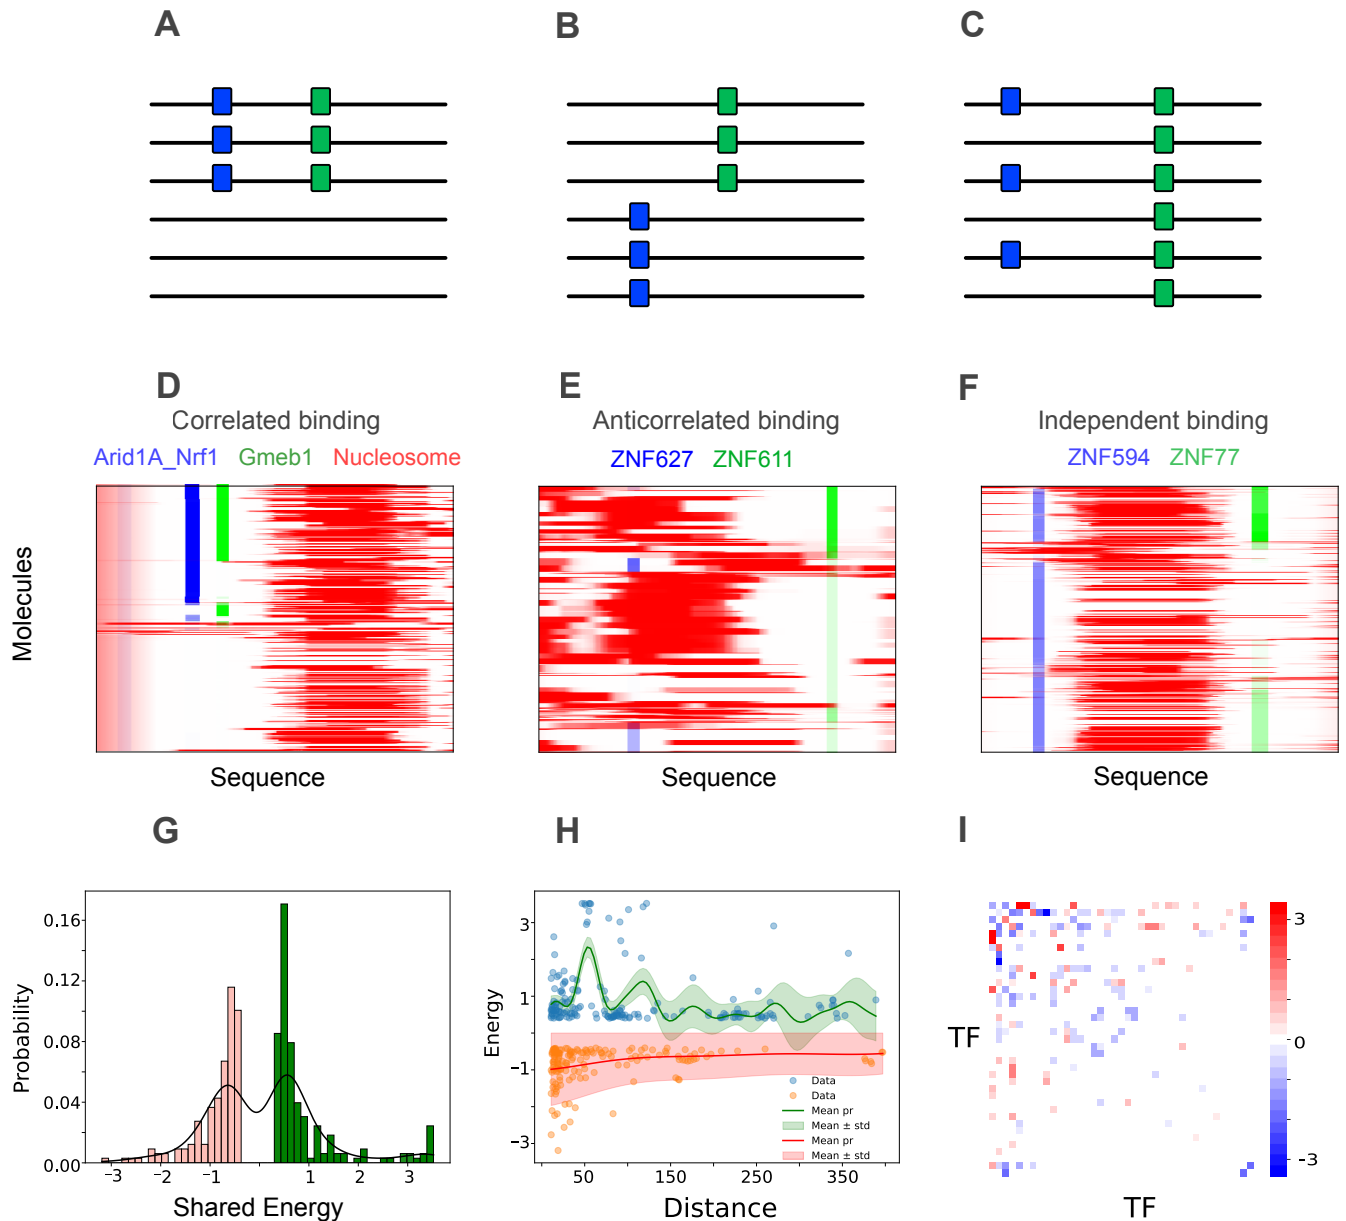 A B C
D E F
Correlated binding Anticorrelated binding Independent binding
Arid1A_Nrf1 Gmeb1 Nucleosome ZNF627 ZNF611 ZNF594 ZNF77
Molecules
Sequence Sequence Sequence
G H I
Probability
0.16
0.12
0.08
0.04
0.00
−3 −2 −1 1 2 3
Shared Energy
Energy
3
1
−1
−3
Data
Data
Mean pr
Mean ± std
Mean pr
Mean ± std
50 150 250 350
Distance
TF
3
0
-3
TF